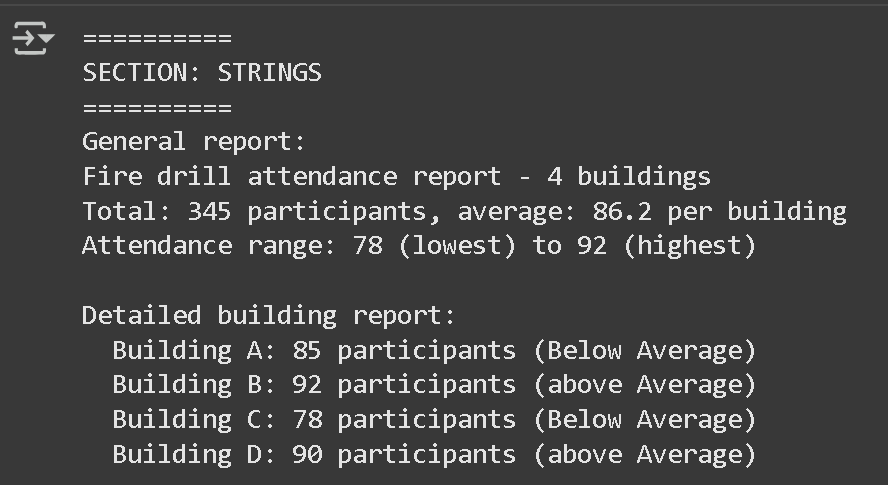 ==========
SECTION: STRINGS
==========
General report:
Fire drill attendance report - 4 buildings
Total: 345 participants, average: 86.2 per building
Attendance range: 78 (lowest) to 92 (highest)

Detailed building report:
  Building A: 85 participants (Below Average)
  Building B: 92 participants (above Average)
  Building C: 78 participants (Below Average)
  Building D: 90 participants (above Average)